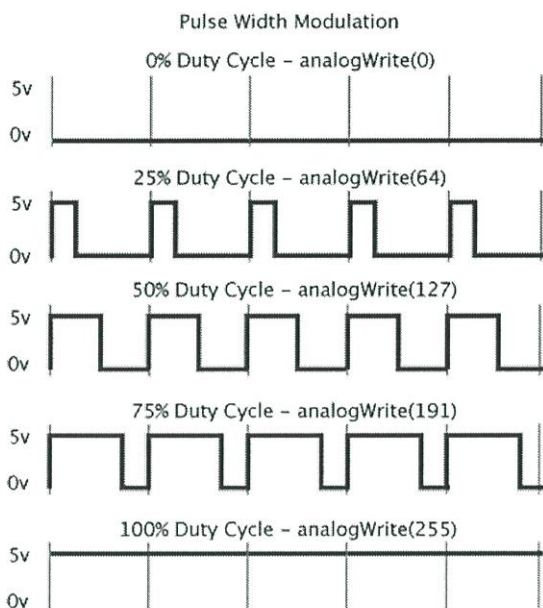 Pulse Width Modulation
0% Duty Cycle – analogWrite(0)
5v
0v
25% Duty Cycle – analogWrite(64)
5v
0v
50% Duty Cycle – analogWrite(127)
5v
0v
75% Duty Cycle – analogWrite(191)
5v
0v
100% Duty Cycle – analogWrite(255)
5v
0v